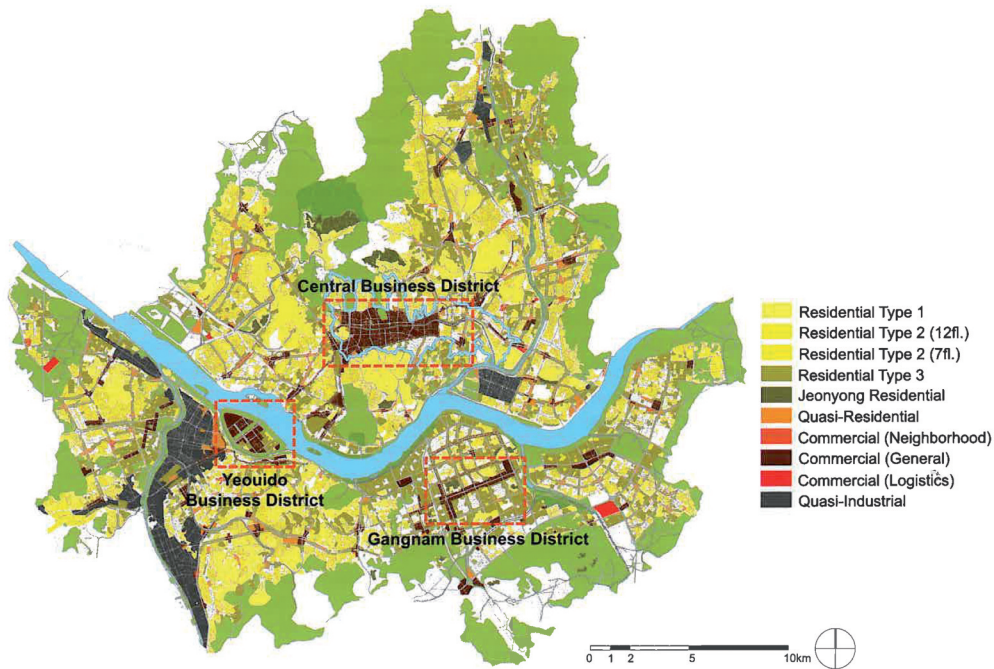 Central Business District
Yeouido
Business District
Gangnam Business District
Residential Type 1
Residential Type 2 (12fl.)
Residential Type 2 (7fl.)
Residential Type 3
Jeonyong Residential
Quasi-Residential
Commercial (Neighborhood)
Commercial (General)
Commercial (Logistics)
Quasi-Industrial
0 1 2 5 10km